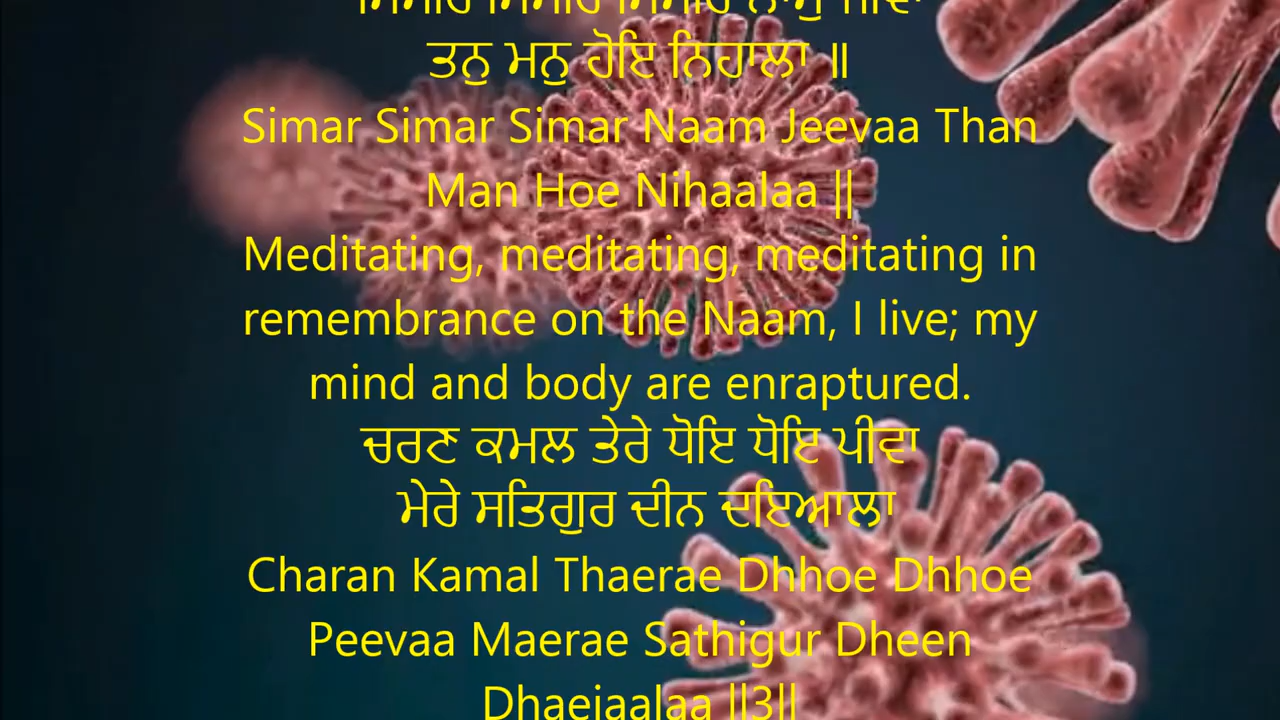 ਤਨੁ ਮਨੁ ਹੋਇ ਨਿਹਾਲਾ ॥
Simar Simar Simar Naam Jeevaa Than
Man Hoe Nihaalaa ||
Meditating, meditating, meditating in
remembrance on the Naam, I live; my
mind and body are enraptured.
ਚਰਣ ਕਮਲ ਤੇਰੇ ਧੋਇ ਧੋਇ ਪੀਵਾ
ਮੇਰੇ ਸਤਿਗੁਰ ਦੀਨ ਦਇਆਲਾ
Charan Kamal Thaerae Dhhoe Dhhoe
Peevaa Maerae Sathigur Dheen
Dhaeiaalaa ||3||